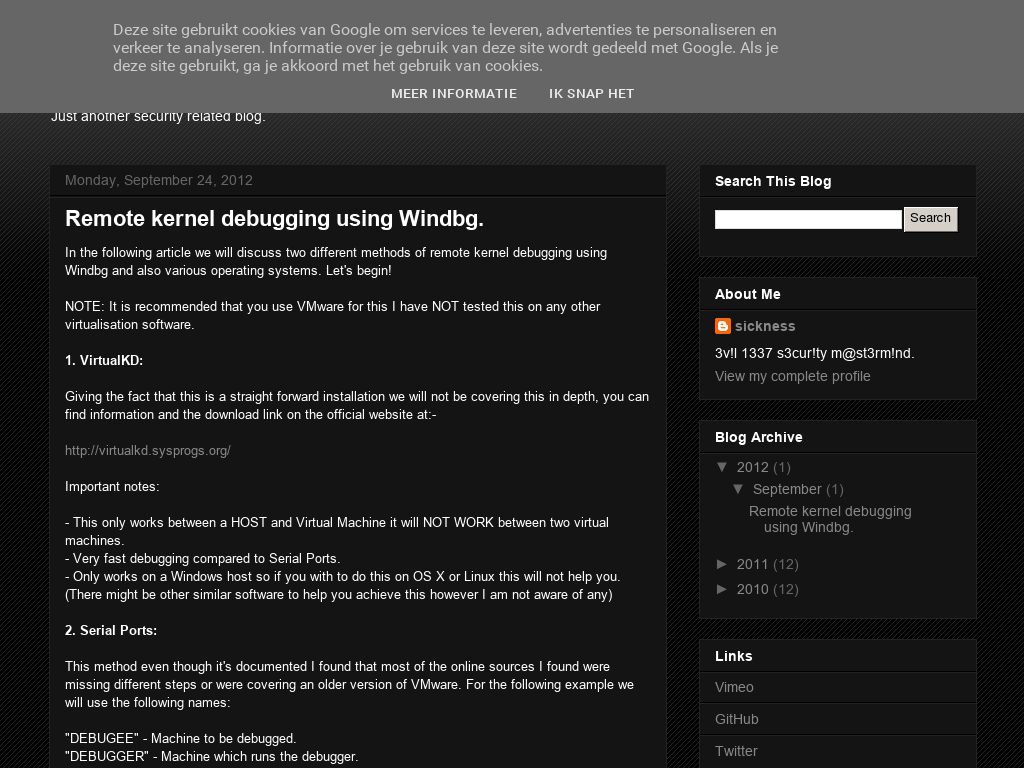 Deze site gebruikt cookies van Google om services te leveren, advertenties te personaliseren en
verkeer te analyseren. Informatie over je gebruik van deze site wordt gedeeld met Google. Als je
deze site gebruikt, ga je akkoord met het gebruik van cookies.
MEER INFORMATIE IK SNAP HET
Just another security related blog.
Monday, September 24, 2012
Remote kernel debugging using Windbg.
In the following article we will discuss two different methods of remote kernel debugging using
Windbg and also various operating systems. Let's begin!
NOTE: It is recommended that you use VMware for this I have NOT tested this on any other
virtualisation software.
1. VirtualKD:
Giving the fact that this is a straight forward installation we will not be covering this in depth, you can
find information and the download link on the official website at:-
http://virtualkd.sysprogs.org/
Important notes:
- This only works between a HOST and Virtual Machine it will NOT WORK between two virtual
machines.
- Very fast debugging compared to Serial Ports.
- Only works on a Windows host so if you with to do this on OS X or Linux this will not help you.
(There might be other similar software to help you achieve this however I am not aware of any)
2. Serial Ports:
This method even though it's documented I found that most of the online sources I found were
missing different steps or were covering an older version of VMware. For the following example we
will use the following names:
"DEBUGEE" - Machine to be debugged.
"DEBUGGER" - Machine which runs the debugger.
Search This Blog
Search
About Me
sickness
3v!l 1337 s3cur!ty m@st3rm!nd.
View my complete profile
Blog Archive
▼ 2012 (1)
▼ September (1)
Remote kernel debugging
using Windbg.
► 2011 (12)
► 2010 (12)
Links
Vimeo
GitHub
Twitter